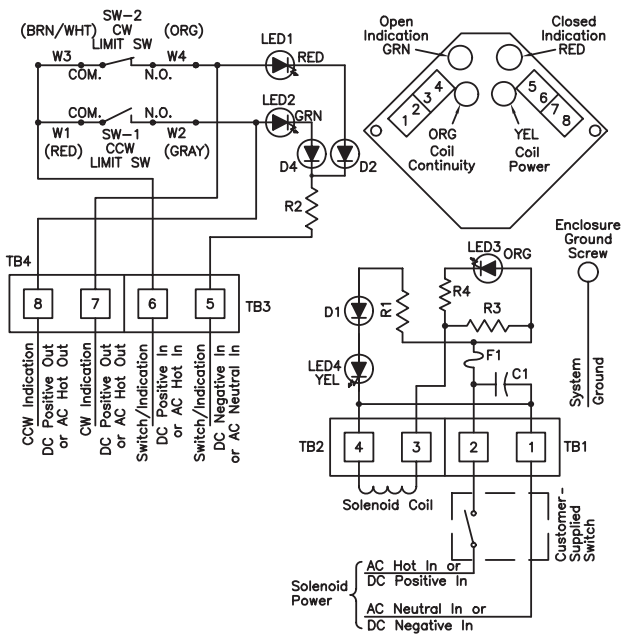 SW-2
(BRN/WHT) CW (ORG)
LIMIT SW
W3 W4
COM. N.O.
LED1
RED
COM. N.O.
LED2
GRN
W1 SW-1 W2
(RED) CCW (GRAY)
LIMIT SW
D4 D2
R2
TB4
8 7 6 5
TB3
CCW Indication
DC Positive Out
or AC Hot Out
CW Indication
DC Positive Out
or AC Hot Out
Switch/Indication
DC Positive In
or AC Hot In
Switch/Indication
DC Negative In
or AC Neutral In
Open
Indication
GRN
Closed
Indication
RED
1 2 3 4
5 6 7 8
ORG
Coil
Continuity
YEL
Coil
Power
Enclosure
Ground
Screw
System
Ground
LED3
ORG
R4
R3
D1
R1
F1
LED4
YEL
C1
TB2
4 3 2 1
TB1
Solenoid Coil
Customer-
Supplied
Switch
Solenoid
Power
AC Hot In or
DC Positive In
AC Neutral In or
DC Negative In